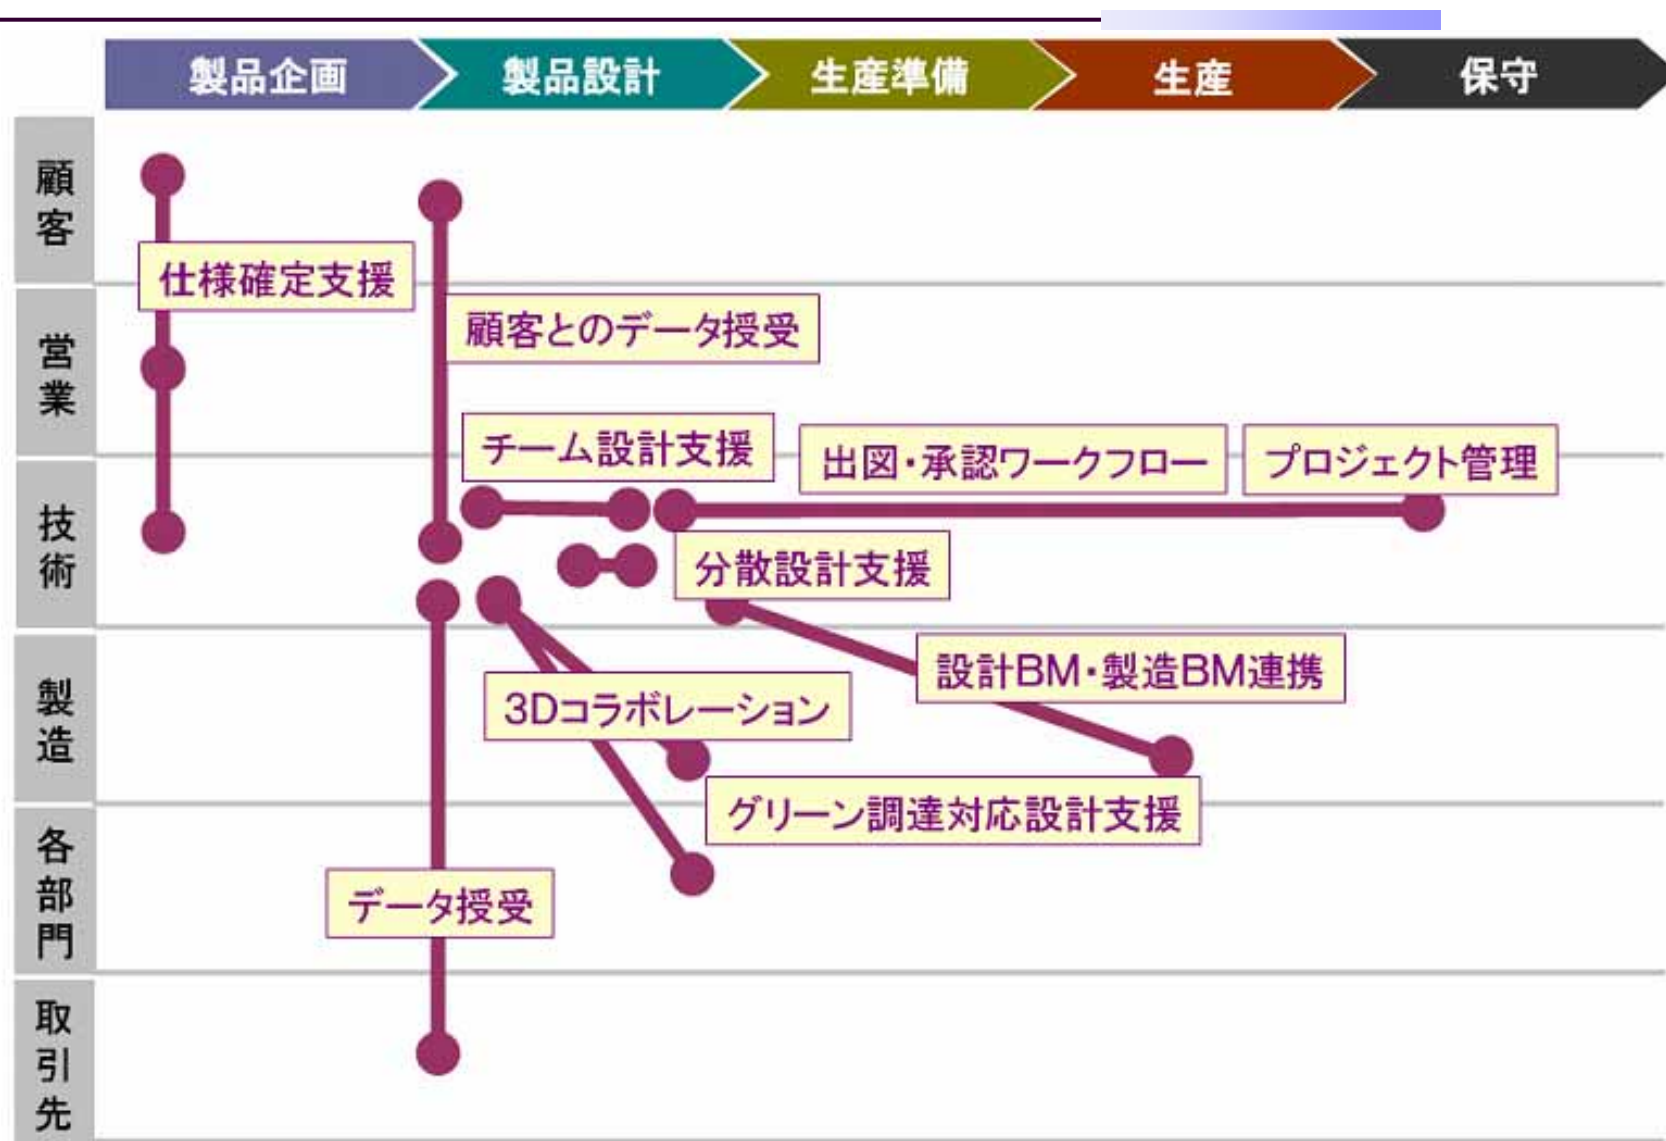 製品企画
製品設計
生産準備
生産
保守
顧客
仕様確定支援
顧客とのデータ授受
営業
チーム設計支援
出図・承認ワークフロー
プロジェクト管理
技術
分散設計支援
設計BM・製造BM連携
製造
3Dコラボレーション
グリーン調達対応設計支援
各部門
データ授受
取引先